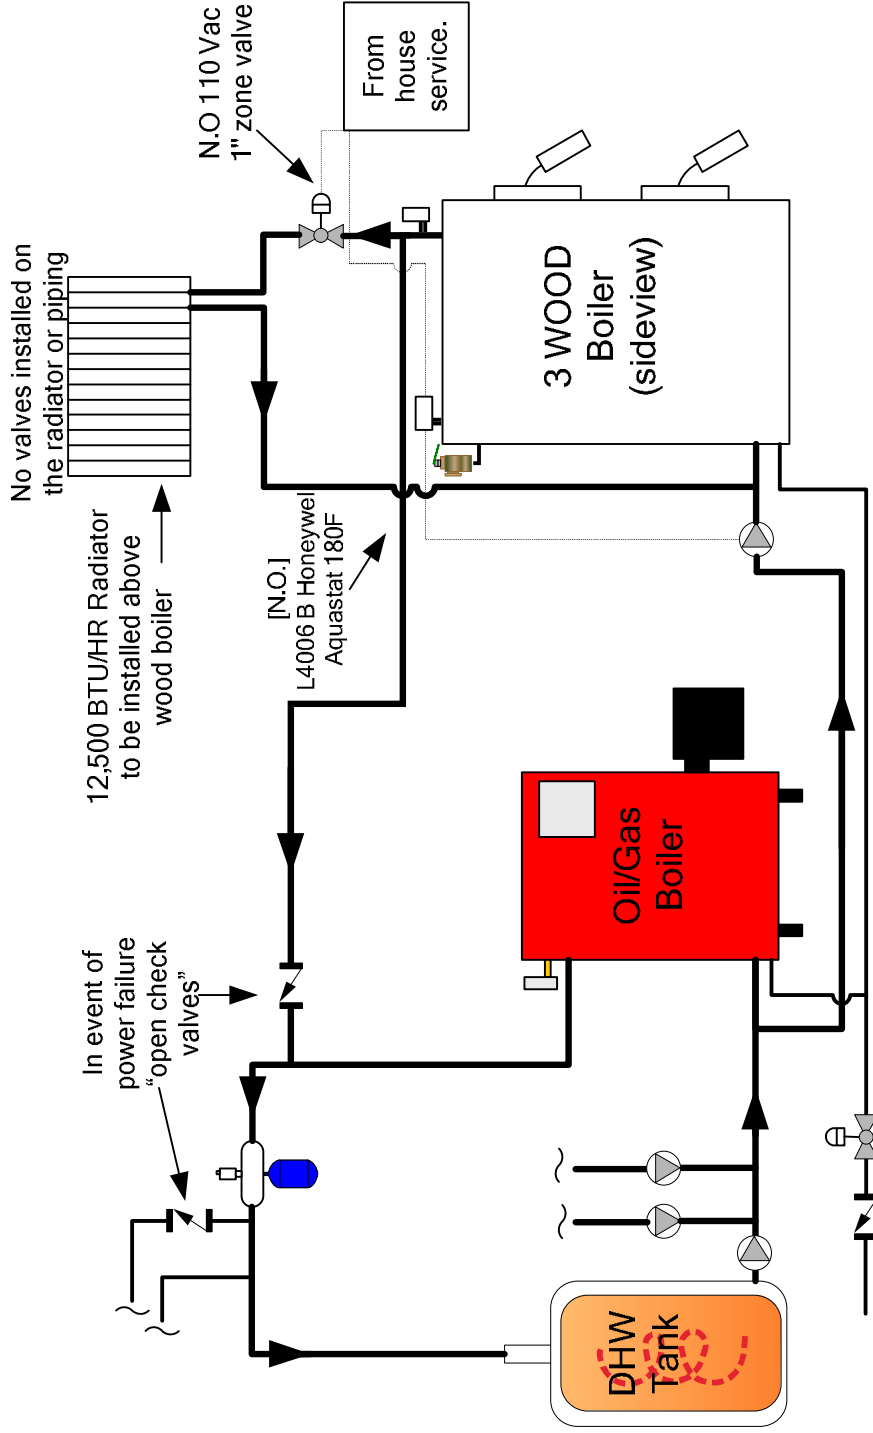 No valves installed on
the radiator or piping
N.O 110 Vac
1" zone valve
From
house
service.
12,500 BTU/HR Radiator
to be installed above
wood boiler
[N.O.]
L4006 B Honeywel
Aquastat 180F
3 WOOD
Boiler
(sideview)
In event of
power failure
“open check
valves”
Oil/Gas
Boiler
DHW
Tank